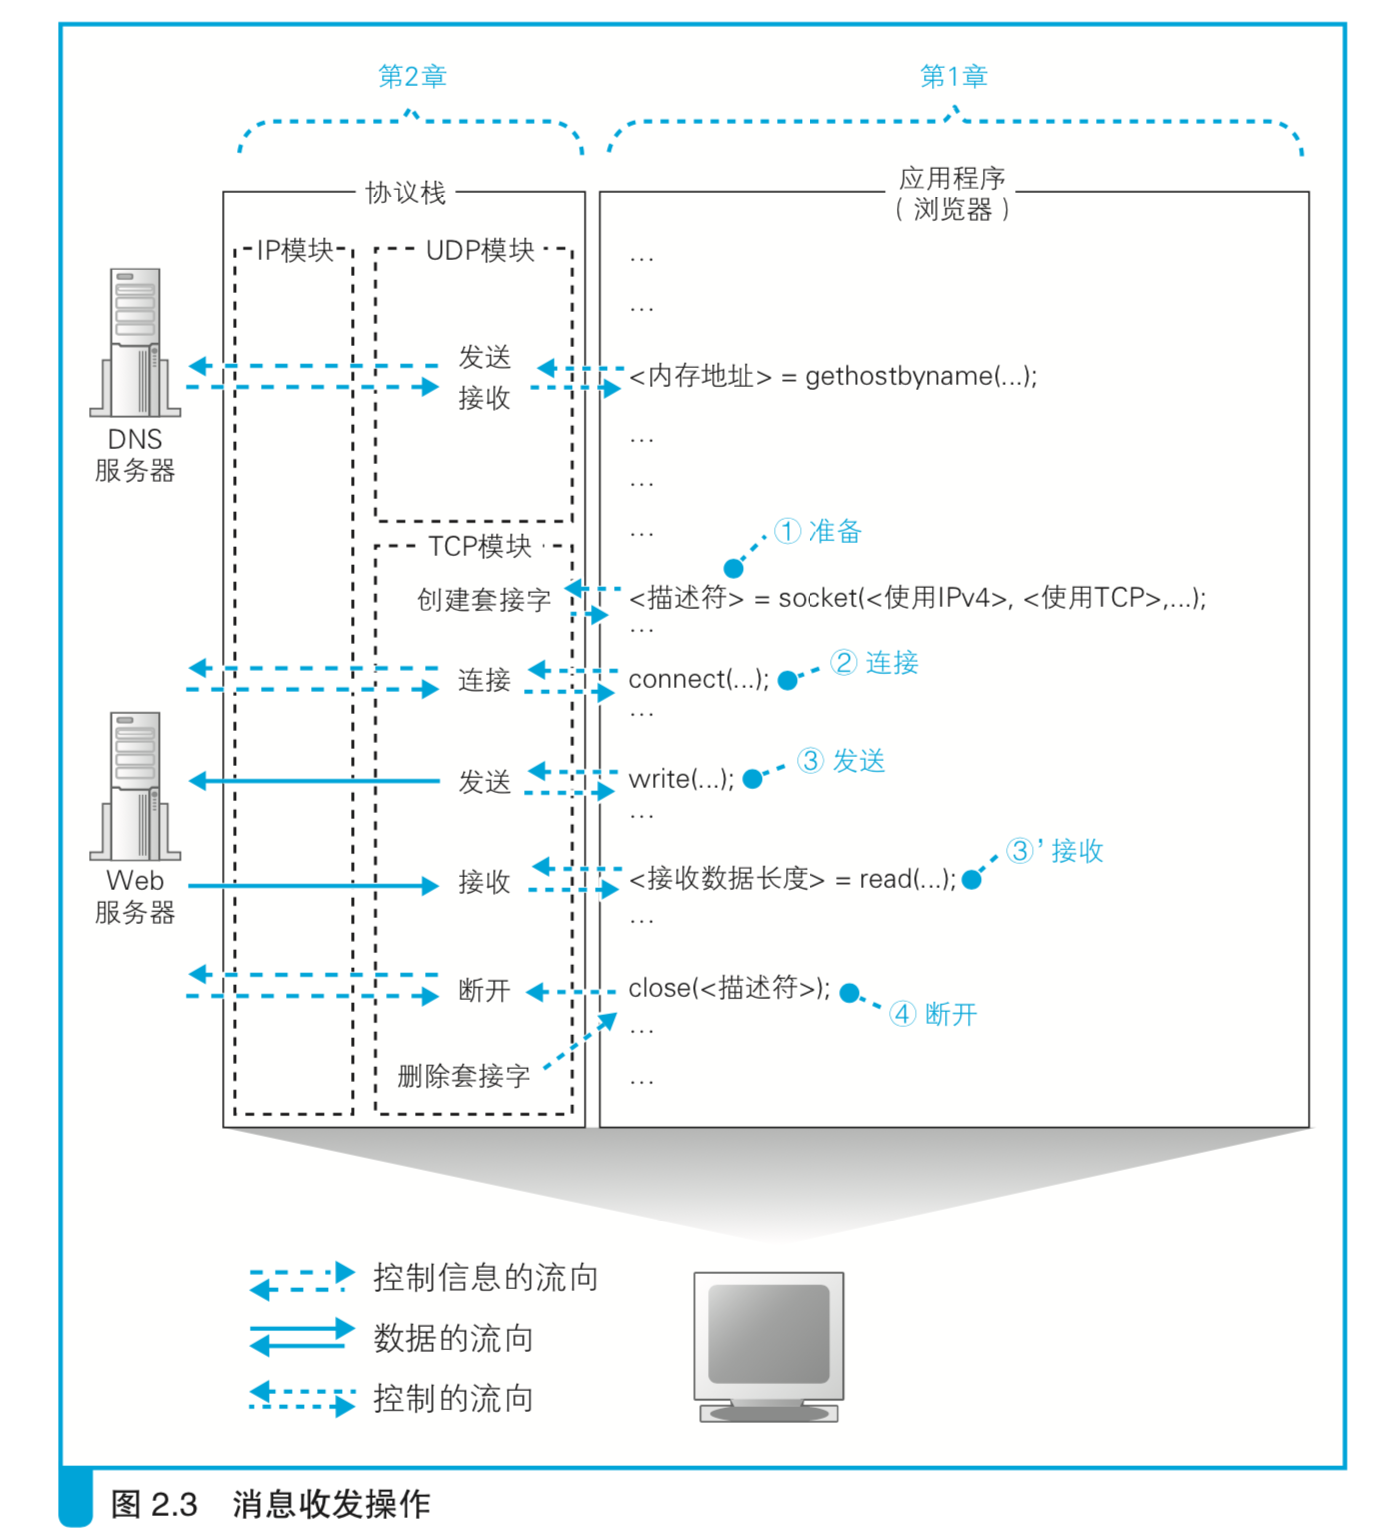 第2章
第1章
协议栈
应用程序
（浏览器）
IP模块
UDP模块
…
…
发送
接收
<内存地址> = gethostbyname(...);
DNS
服务器
…
…
…
① 准备
TCP模块
创建套接字
<描述符> = socket(<使用IPv4>, <使用TCP>,...);
…
② 连接
连接
connect(...);
…
③ 发送
发送
write(...);
…
③’接收
Web
服务器
接收
<接收数据长度> = read(...);
…
断开
close(<描述符>);
④ 断开
…
删除套接字
…
控制信息的流向
数据的流向
控制的流向
图 2.3 消息收发操作